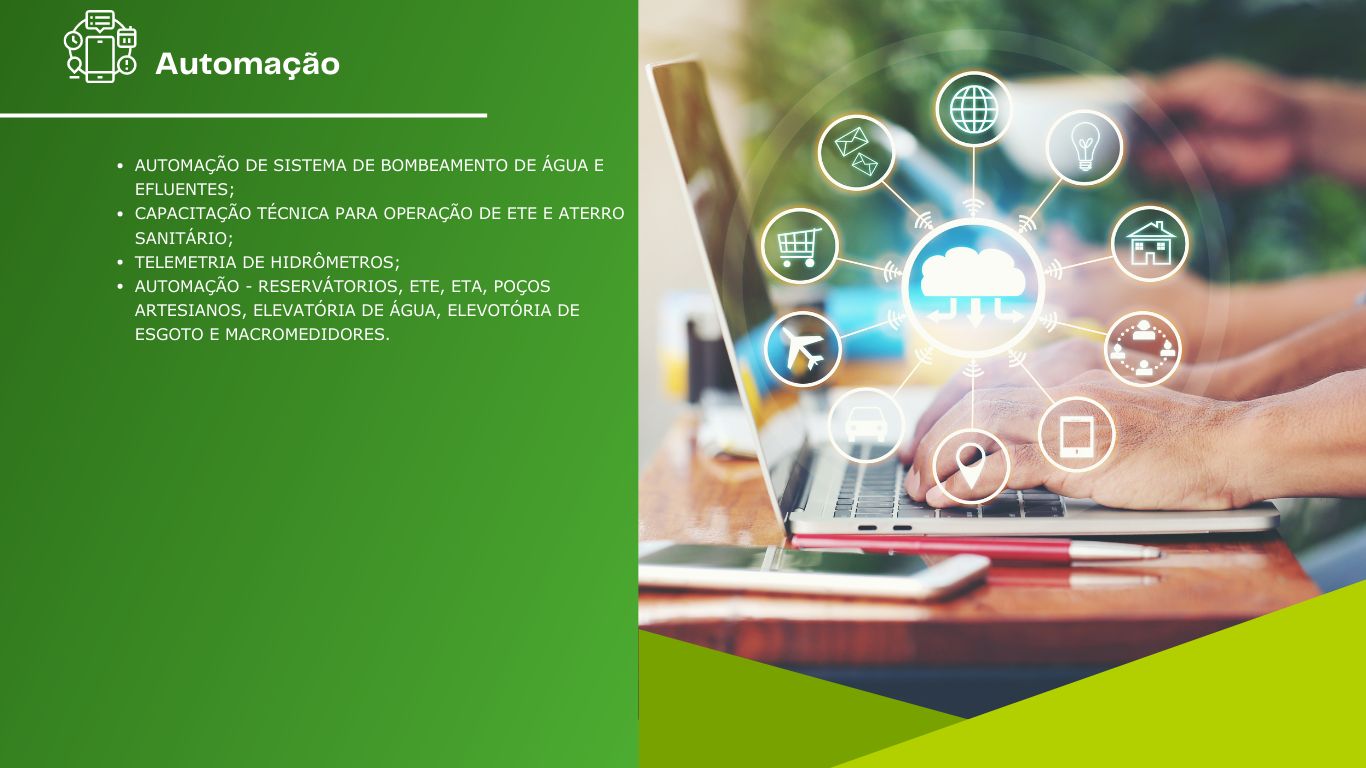 Automação
• AUTOMAÇÃO DE SISTEMA DE BOMBEAMENTO DE ÁGUA E
EFLUENTES;
• CAPACITAÇÃO TÉCNICA PARA OPERAÇÃO DE ETE E ATERRO
SANITÁRIO;
• TELEMETRIA DE HIDRÔMETROS;
• AUTOMAÇÃO - RESERVÁTORIOS, ETE, ETA, POÇOS
ARTESIANOS, ELEVATÓRIA DE ÁGUA, ELEVOTÓRIA DE
ESGOTO E MACROMEDIDORES.